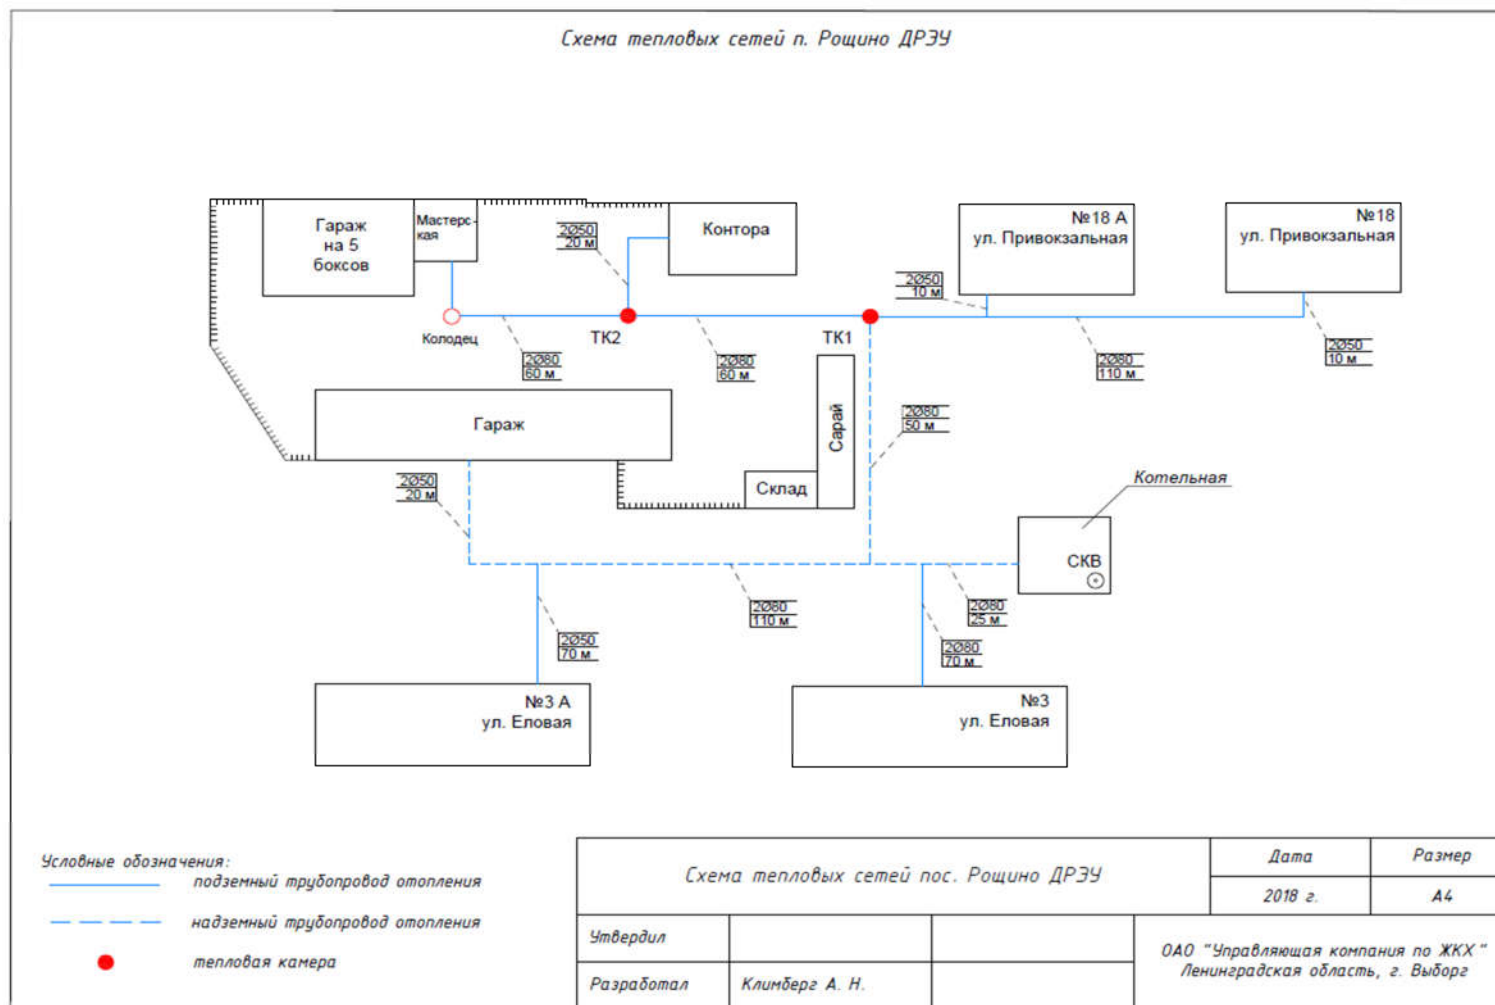 Схема тепловых сетей п. Рощино ДРЭУ
Гараж
на 5
боксов
Мастерс-
кая
2Ø50
20 м
Контора
№18 А
ул. Привокзальная
№18
ул. Привокзальная
2Ø50
10 м
Колодец
ТК2
ТК1
2Ø80
60 м
2Ø80
60 м
2Ø80
110 м
2Ø50
10 м
Гараж
Сарай
2Ø80
50 м
2Ø50
20 м
Склад
Котельная
СКВ
2Ø80
110 м
2Ø80
25 м
2Ø50
70 м
2Ø80
70 м
№3 А
ул. Еловая
№3
ул. Еловая
Условные обозначения:
подземный трубопровод отопления
надземный трубопровод отопления
тепловая камера
Схема тепловых сетей пос. Рощино ДРЭУ
Дата
Размер
2018 г.
А4
Утвердил
Разработал
Климберг А. Н.
ОАО "Управляющая компания по ЖКХ"
Ленинградская область, г. Выборг